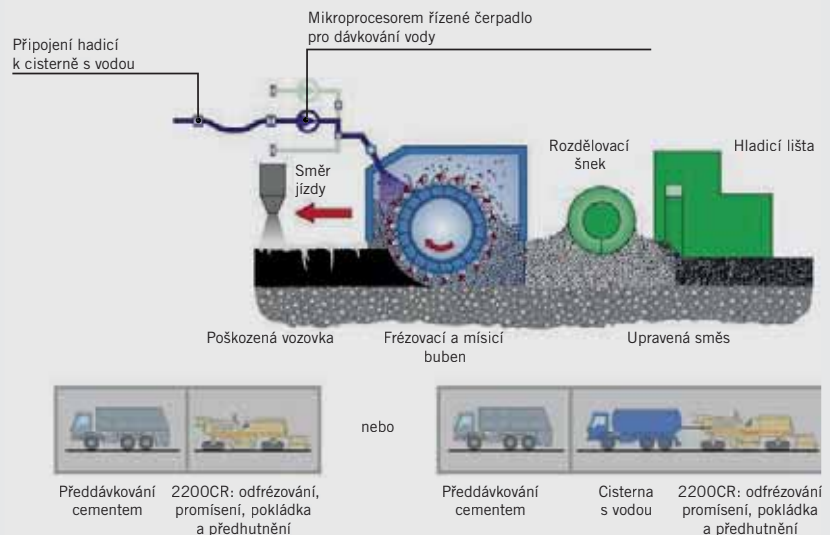 Mikroprocesorem řízené čerpadlo
pro dávkování vody
Připojení hadicí
k cisterně s vodou
Směr
jízdy
Rozdělovací
šnek
Hladicí lišta
Poškozená vozovka
Frézovací a mísicí
buben
Upravená směs
nebo
Předdávkování
cementem
2200CR: odfrézování,
promísení, pokládka
a předhutnění
Předdávkování
cementem
Cisterna
s vodou
2200CR: odfrézování
promísení, pokládka
a předhutnění